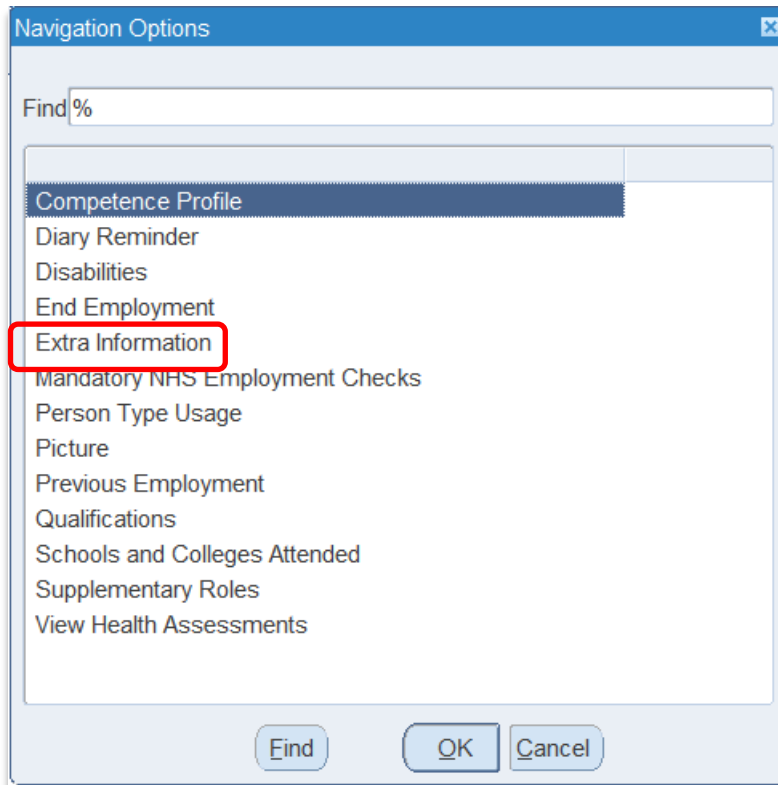 Navigation Options
Find %
Competence Profile
Diary Reminder
Disabilities
End Employment
Extra Information
Mandatory NHS Employment Checks
Person Type Usage
Picture
Previous Employment
Qualifications
Schools and Colleges Attended
Supplementary Roles
View Health Assessments
Find OK Cancel